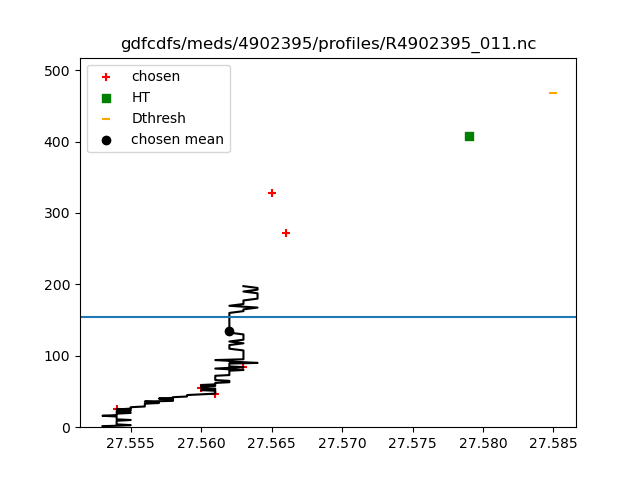 gdfcdfs/meds/4902395/profiles/R4902395_011.nc
500
400
300
200
100
0
chosen
HT
Dthresh
chosen mean
27.555 27.560 27.565 27.570 27.575 27.580 27.585